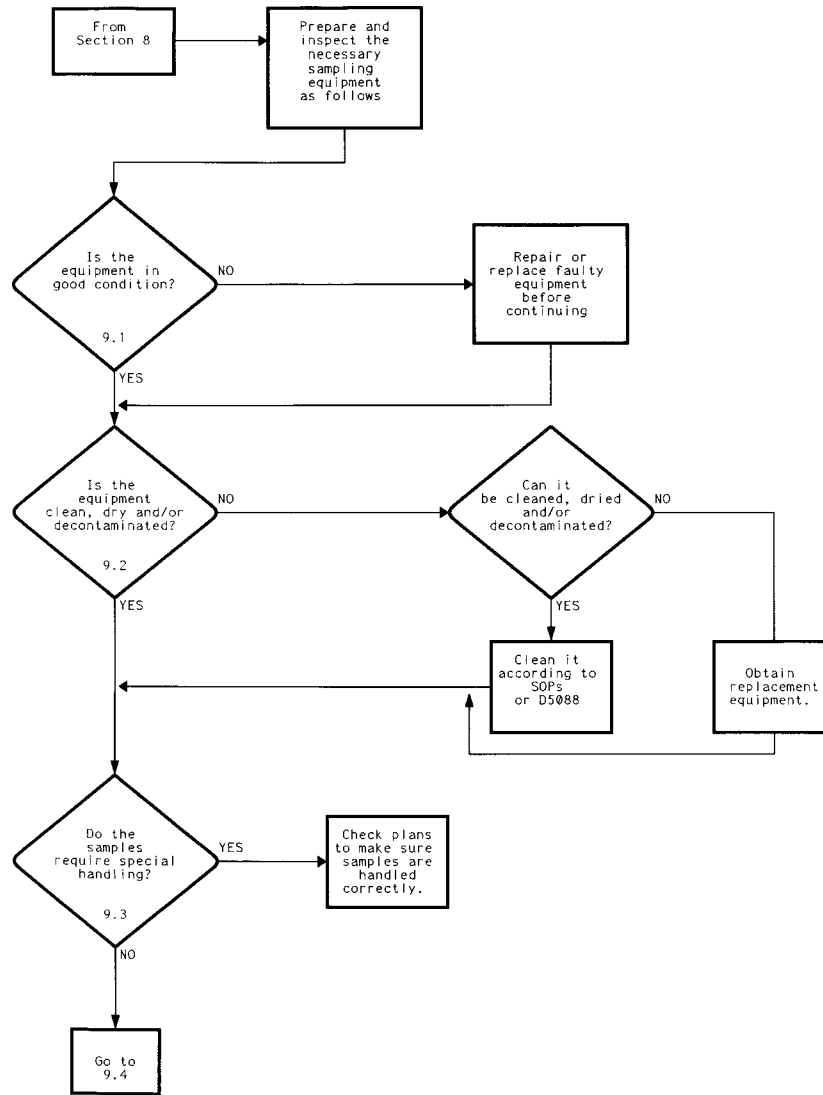 From
Section 8
Prepare and
inspect the
necessary
sampling
equipment
as follows
Is the
equipment in
good condition?
9.1
NO
YES
Repair or
replace faulty
equipment
before
continuing
Is the
equipment
clean, dry and/or
decontaminated?
9.2
NO
YES
Can it
be cleaned, dried
and/or
decontaminated?
NO
YES
Clean it
according to
SOPs
or D5088
Obtain
replacement
equipment.
Do the
samples
require special
handling?
9.3
YES
NO
Check plans
to make sure
samples are
handled
correctly.
Go to
9.4